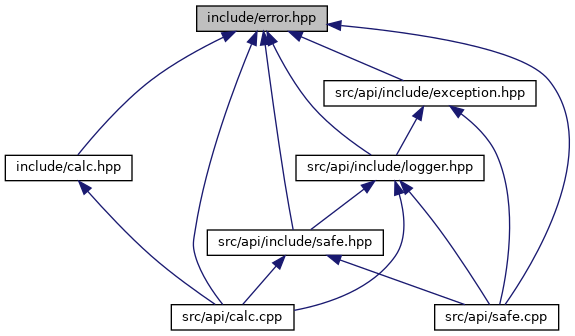 include/error.hpp
src/api/include/exception.hpp
include/calc.hpp
src/api/include/logger.hpp
src/api/include/safe.hpp
src/api/calc.cpp
src/api/safe.cpp